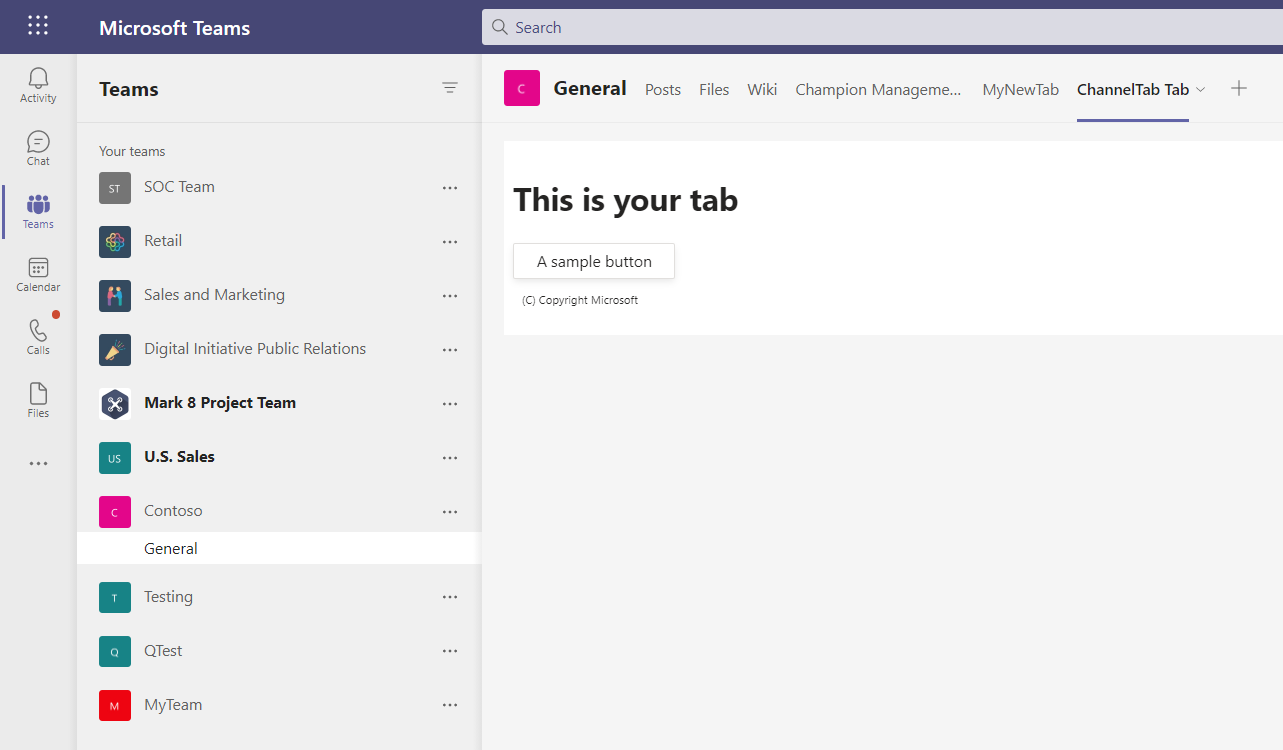 Microsoft Teams
Search
Activity
Chat
Teams
Calendar
Calls
Files
Teams
Your teams
ST SOC Team
Retail
Sales and Marketing
Digital Initiative Public Relations
Mark 8 Project Team
US U.S. Sales
C Contoso
General
T Testing
Q QTest
M MyTeam
C General Posts Files Wiki Champion Manageme... MyNewTab ChannelTab Tab
This is your tab
A sample button
(C) Copyright Microsoft